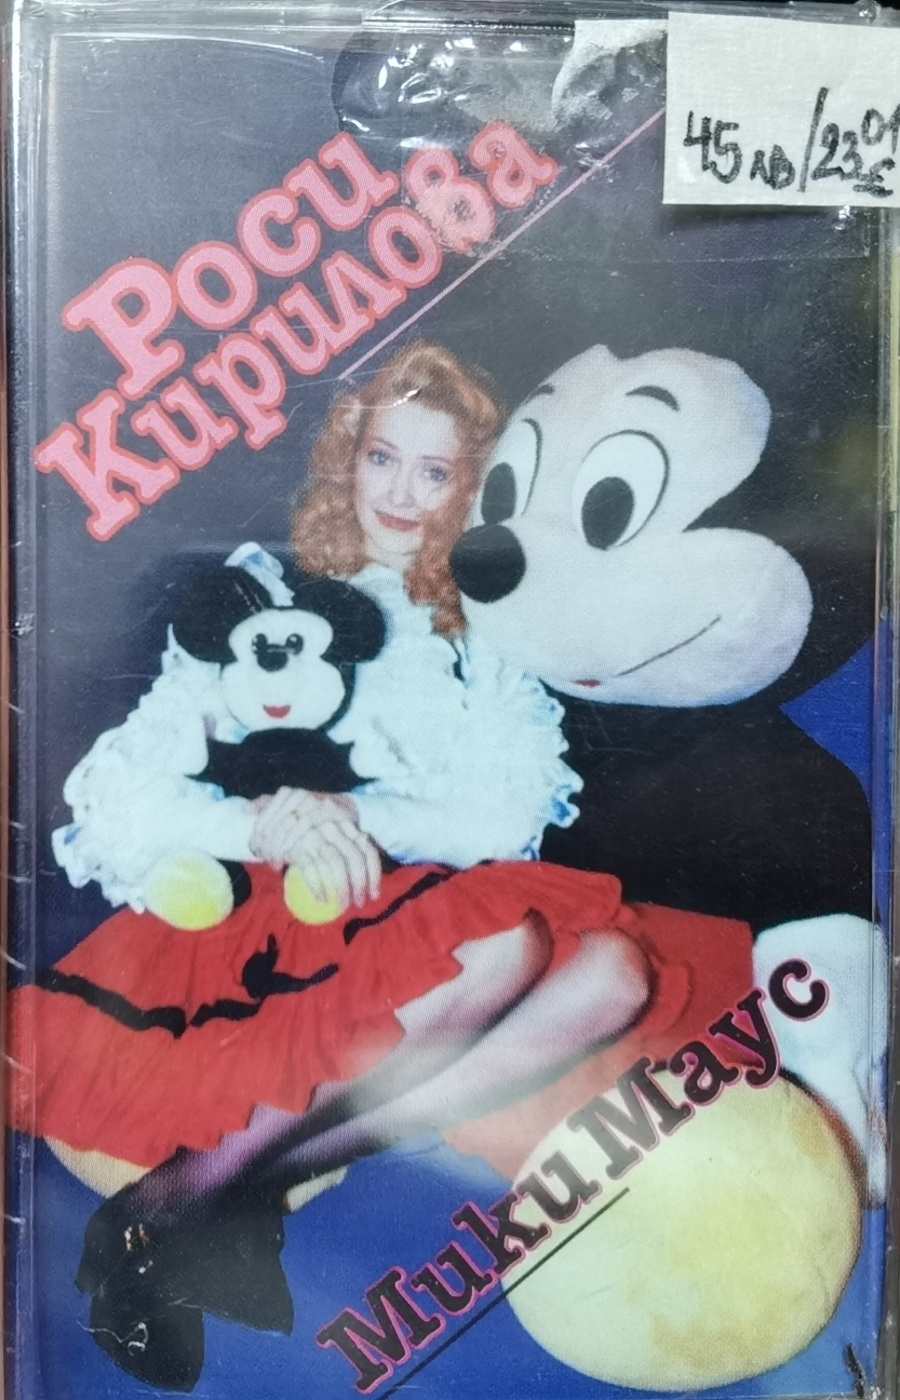 45 лв/23 01 €
Роси
Кирилова
Мики Маус